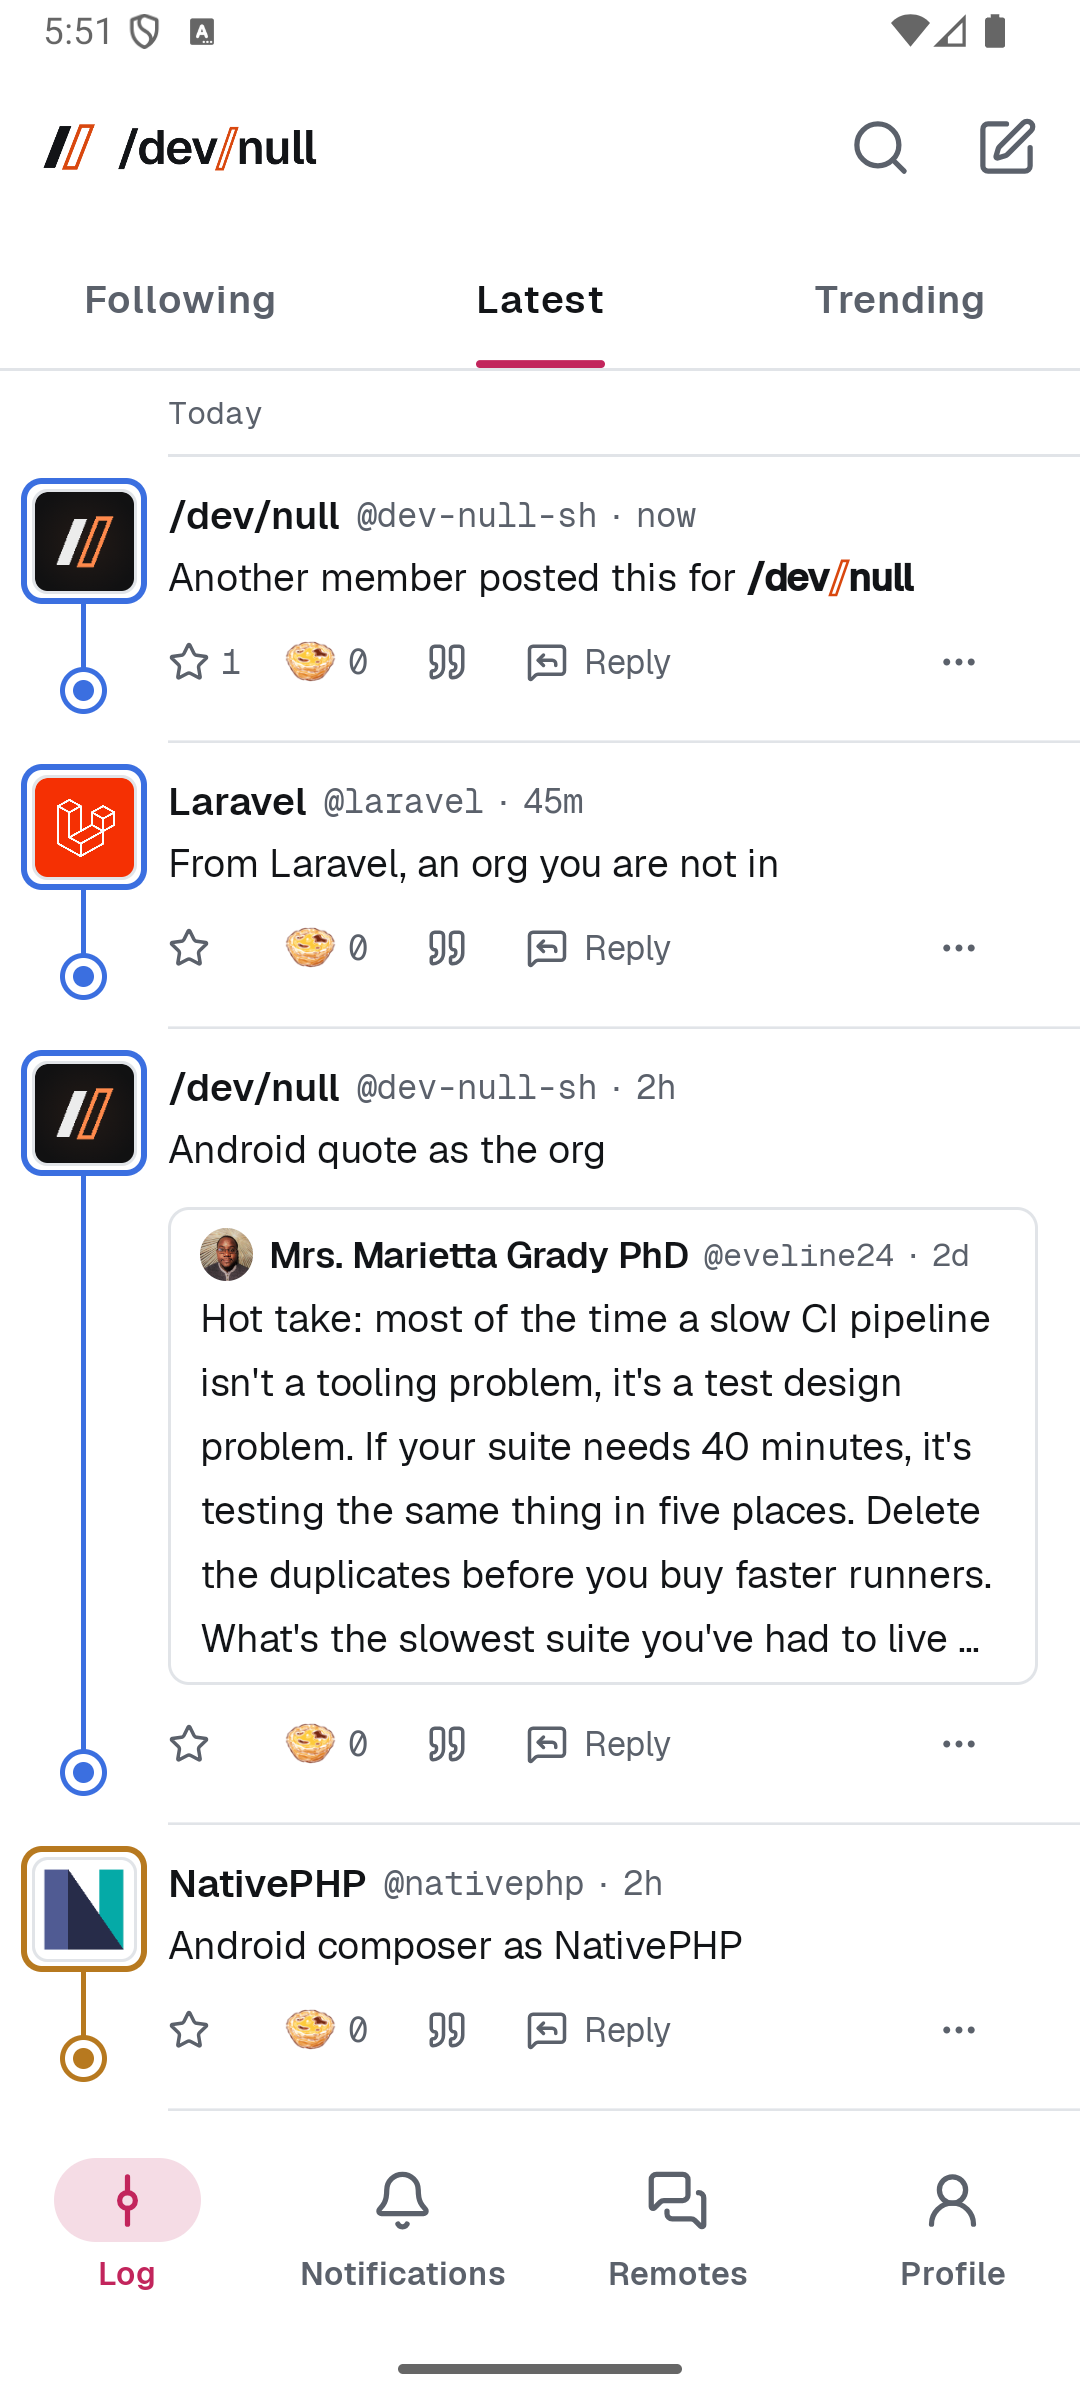 5:51
/dev/null
Following Latest Trending
Today
/dev/null @dev-null-sh · now
Another member posted this for /dev/null
1 0 Reply
Laravel @laravel · 45m
From Laravel, an org you are not in
0 Reply
/dev/null @dev-null-sh · 2h
Android quote as the org
Mrs. Marietta Grady PhD @eveline24 · 2d
Hot take: most of the time a slow CI pipeline
isn't a tooling problem, it's a test design
problem. If your suite needs 40 minutes, it's
testing the same thing in five places. Delete
the duplicates before you buy faster runners.
What's the slowest suite you've had to live ...
0 Reply
NativePHP @nativephp · 2h
Android composer as NativePHP
0 Reply
Log Notifications Remotes Profile